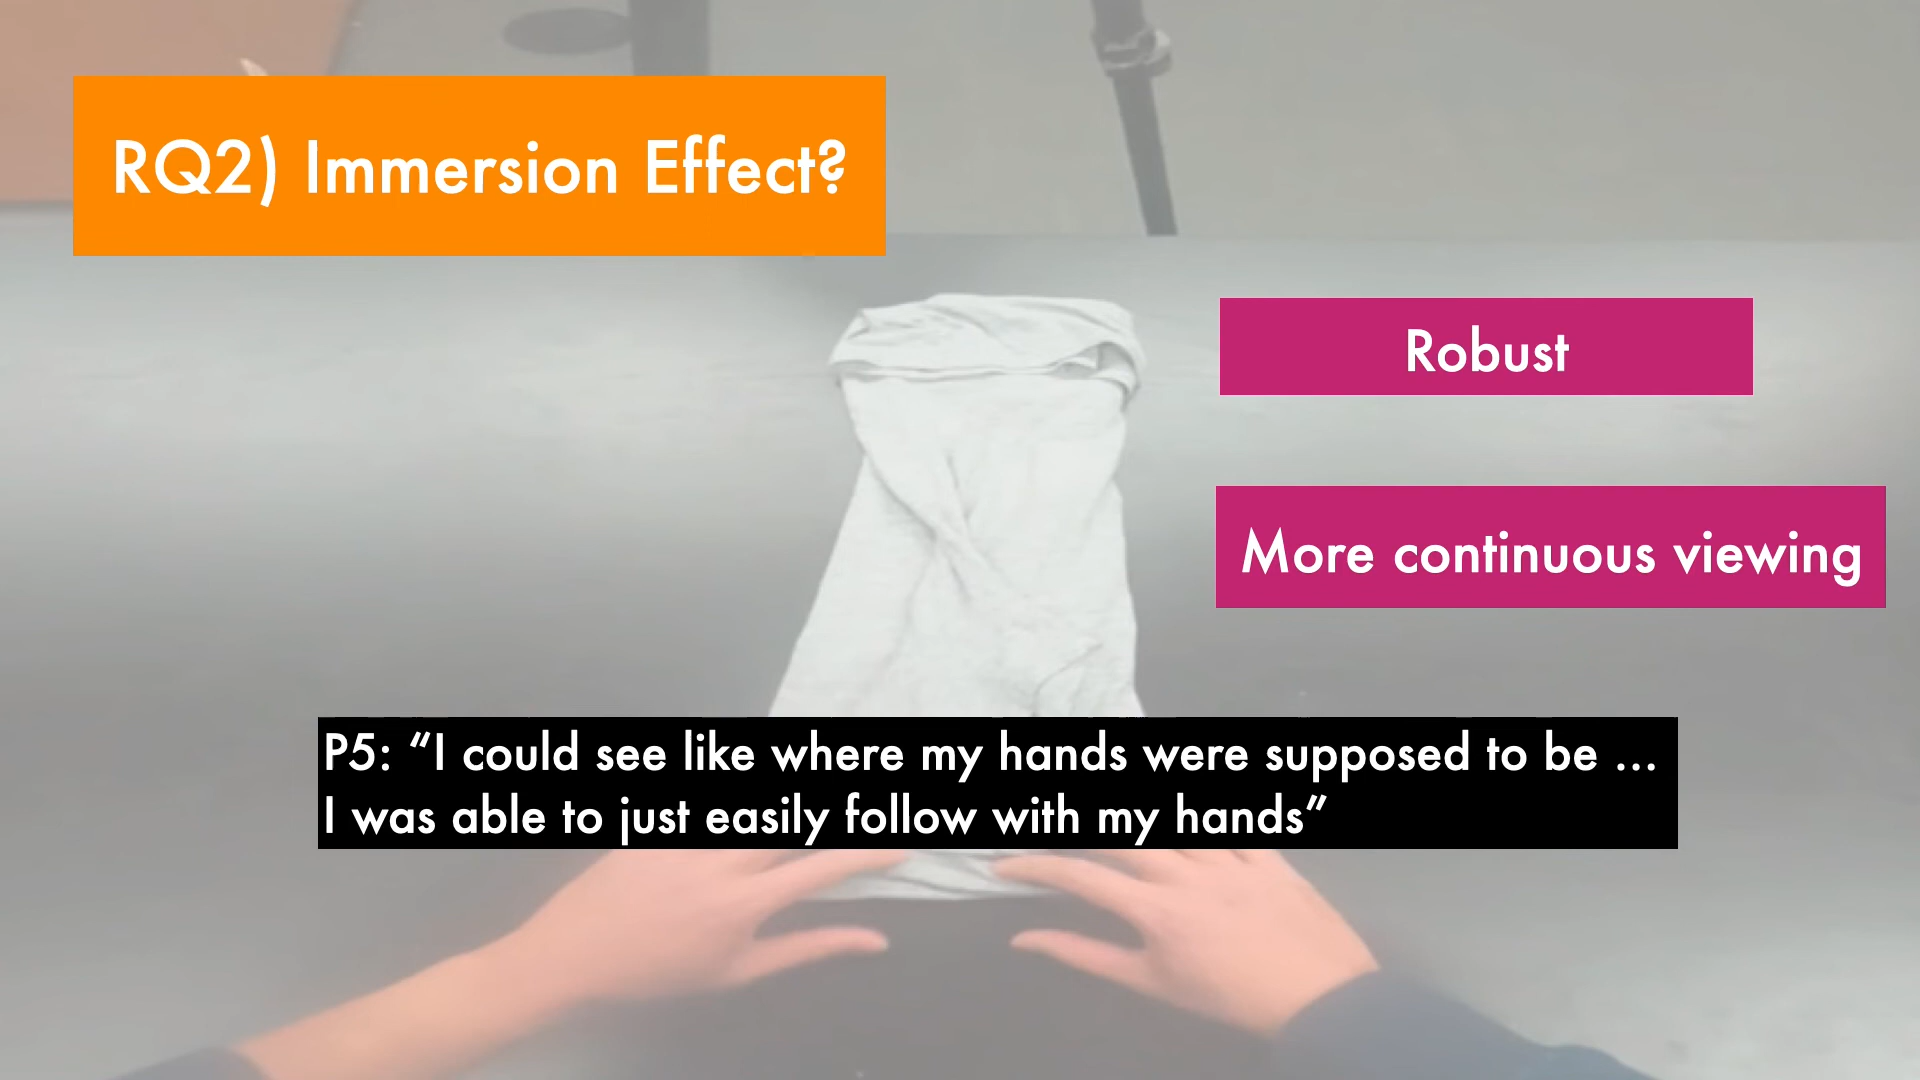 RQ2) Immersion Effect?
Robust
More continuous viewing
P5: “I could see like where my hands were supposed to be ...
I was able to just easily follow with my hands”